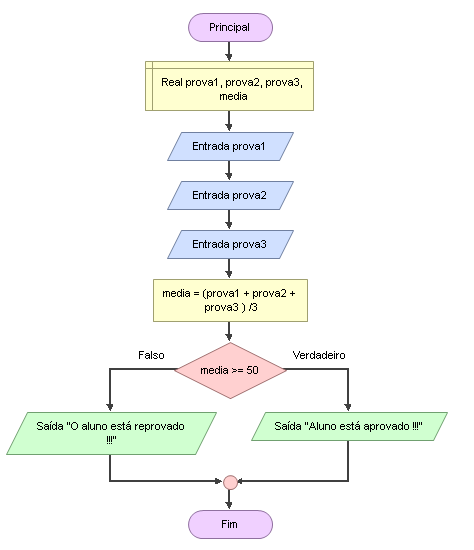 Principal
Real prova1, prova2, prova3,
media
Entrada prova1
Entrada prova2
Entrada prova3
media = (prova1 + prova2 +
prova3 ) /3
Falso
Verdadeiro
media >= 50
Saída "O aluno está reprovado
!!!"
Saída "Aluno está aprovado !!!"
Fim